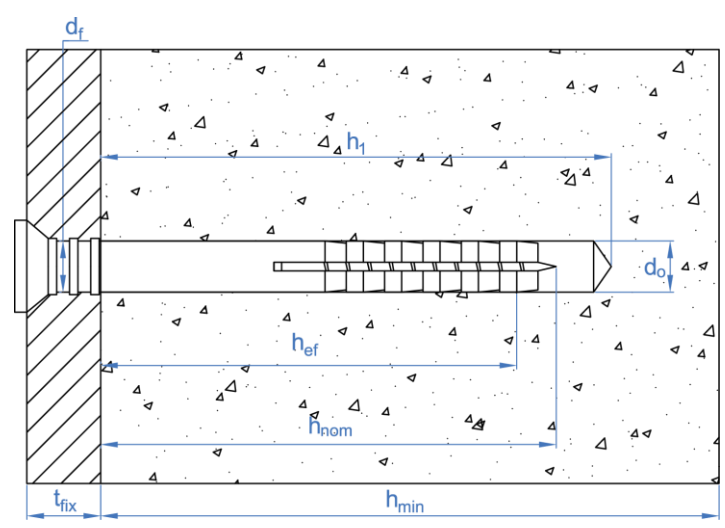 d_f
h_1
d_o
h_ef
h_nom
t_fix
h_min